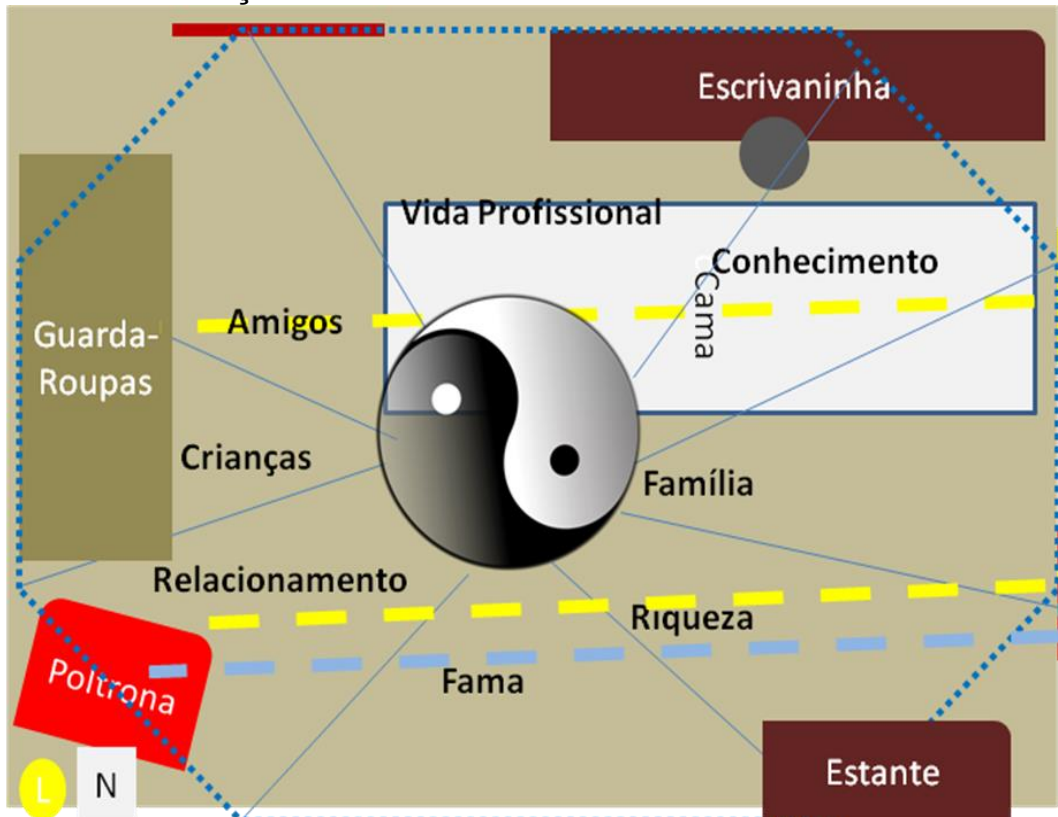 Escrivaninha
Vida Profissional
Conhecimento
Cama
Amigos
Guarda-
Roupas
Crianças
Família
Relacionamento
Riqueza
Poltrona
Fama
L
N
Estante